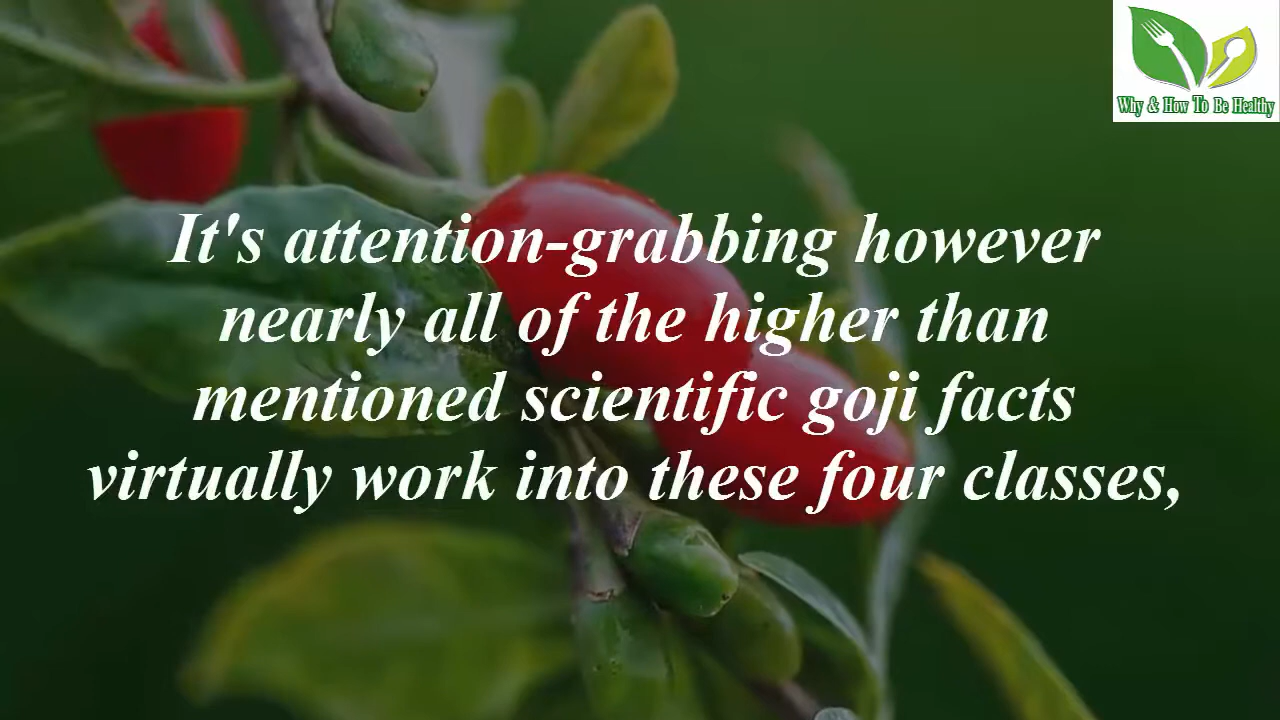 Why & How To Be Healthy
It's attention-grabbing however
nearly all of the higher than
mentioned scientific goji facts
virtually work into these four classes,